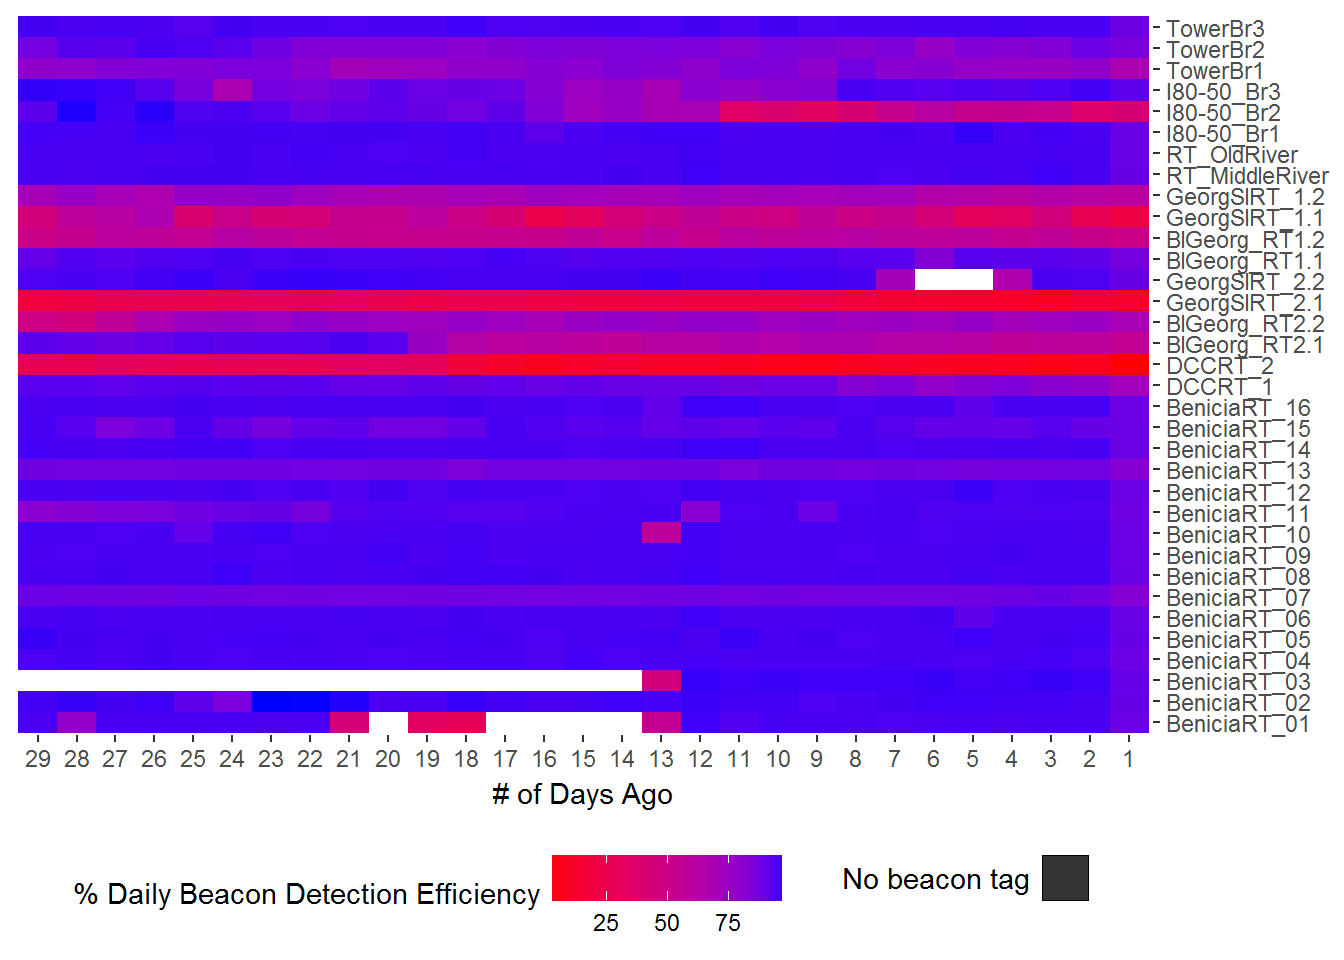 TowerBr3
TowerBr2
TowerBr1
I80-50_Br3
I80-50_Br2
I80-50_Br1
RT_OldRiver
RT_MiddleRiver
GeorgSlRT_1.2
GeorgSlRT_1.1
BlGeorg_RT1.2
BlGeorg_RT1.1
GeorgSlRT_2.2
GeorgSlRT_2.1
BlGeorg_RT2.2
BlGeorg_RT2.1
DCCRT_2
DCCRT_1
BeniciaRT_16
BeniciaRT_15
BeniciaRT_14
BeniciaRT_13
BeniciaRT_12
BeniciaRT_11
BeniciaRT_10
BeniciaRT_09
BeniciaRT_08
BeniciaRT_07
BeniciaRT_06
BeniciaRT_05
BeniciaRT_04
BeniciaRT_03
BeniciaRT_02
BeniciaRT_01
29 28 27 26 25 24 23 22 21 20 19 18 17 16 15 14 13 12 11 10 9 8 7 6 5 4 3 2 1
# of Days Ago
% Daily Beacon Detection Efficiency
25 50 75
No beacon tag